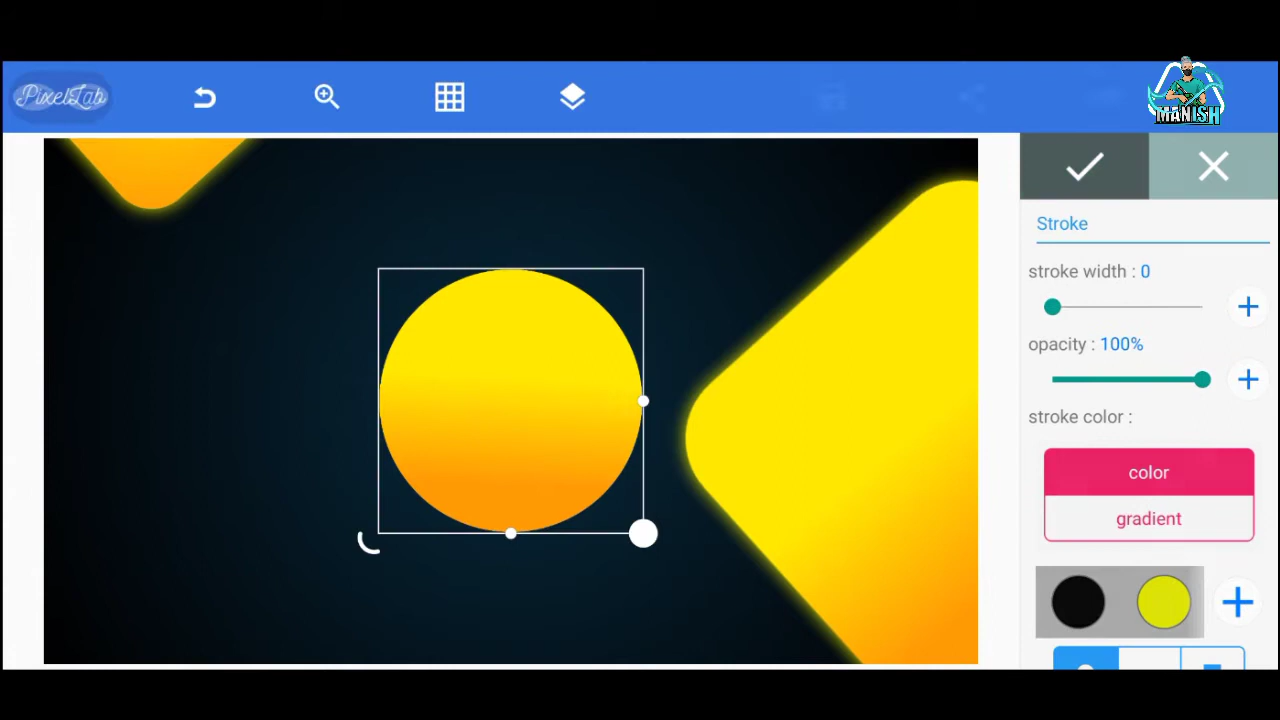 PixelLab
MANISH
Stroke
stroke width : 0
opacity : 100%
stroke color :
color
gradient